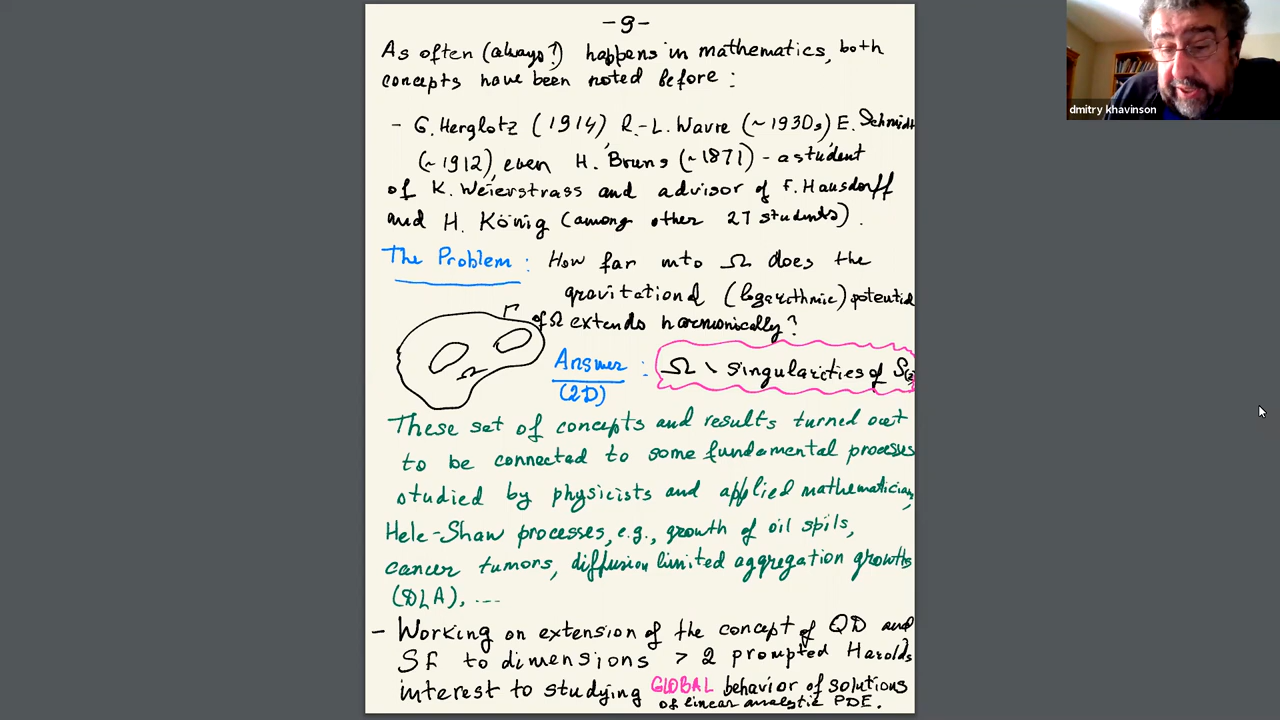 -9-
As often (always?) happens in mathematics, both
concepts have been noted before:
- G. Herglotz (1914) R.-L. Wavre (~1930s) E. Schmidt
(~1912), even H. Bruns (~1871) - a student
of K. Weierstrass and advisor of F. Hausdorff
and H. König (among other 27 students).
The Problem: How far into Ω does the
gravitational (logarithmic) potential
of Ω extends harmonically?
Γ
Ω
Answer: Ω \ singularities of S(z
(2D)
These set of concepts and results turned out
to be connected to some fundamental processes
studied by physicists and applied mathematicians,
Hele-Shaw processes, e.g., growth of oil spils,
cancer tumors, diffusion limited aggregation growths
(DLA), ...
- Working on extension of the concept of QD and
SF to dimensions > 2 prompted Harold's
interest to studying GLOBAL behavior of solutions
of linear analytic PDE.
dmitry khavinson